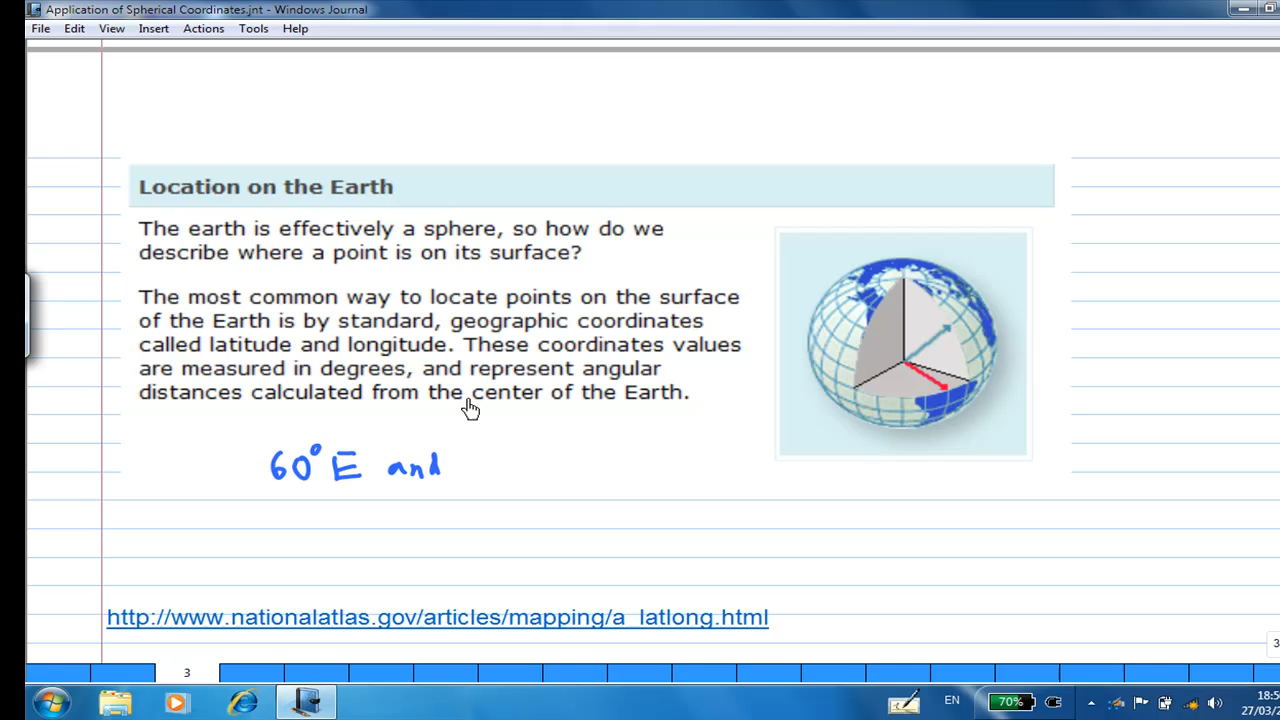 Application of Spherical Coordinates.jnt - Windows Journal
File Edit View Insert Actions Tools Help
Location on the Earth
The earth is effectively a sphere, so how do we
describe where a point is on its surface?
The most common way to locate points on the surface
of the Earth is by standard, geographic coordinates
called latitude and longitude. These coordinates values
are measured in degrees, and represent angular
distances calculated from the center of the Earth.
60° E and
http://www.nationalatlas.gov/articles/mapping/a_latlong.html
3
3
EN 70% 18:5
27/03/2